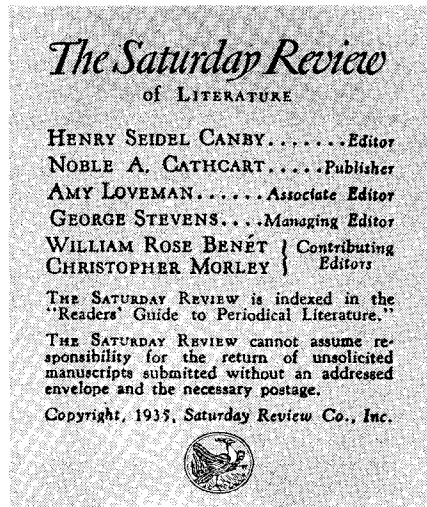 The Saturday Review
of LITERATURE
HENRY SEIDEL CANBY.......Editor
NOBLE A. CATHCART.....Publisher
AMY LOVEMAN......Associate Editor
GEORGE STEVENS....Managing Editor
WILLIAM ROSE BENÉT } Contributing
CHRISTOPHER MORLEY } Editors
THE SATURDAY REVIEW is indexed in the
"Readers' Guide to Periodical Literature."
THE SATURDAY REVIEW cannot assume re-
sponsibility for the return of unsolicited
manuscripts submitted without an addressed
envelope and the necessary postage.
Copyright, 1935, Saturday Review Co., Inc.